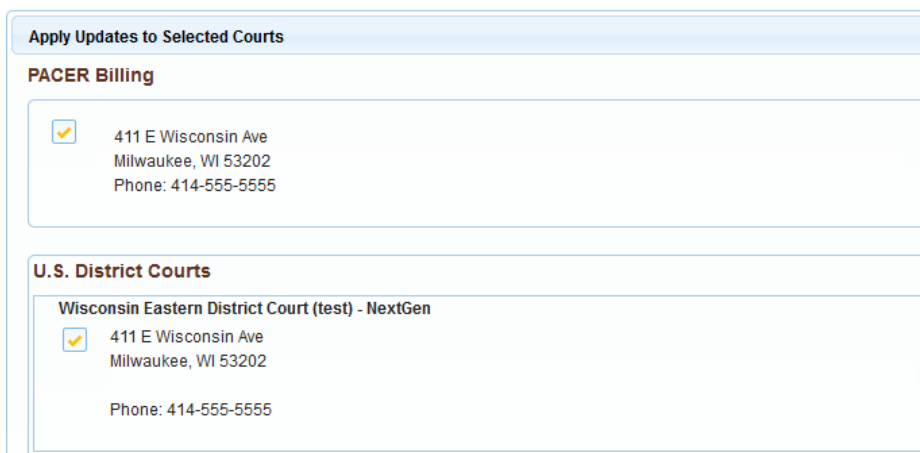 Apply Updates to Selected Courts
PACER Billing
411 E Wisconsin Ave
Milwaukee, WI 53202
Phone: 414-555-5555
U.S. District Courts
Wisconsin Eastern District Court (test) - NextGen
411 E Wisconsin Ave
Milwaukee, WI 53202
Phone: 414-555-5555